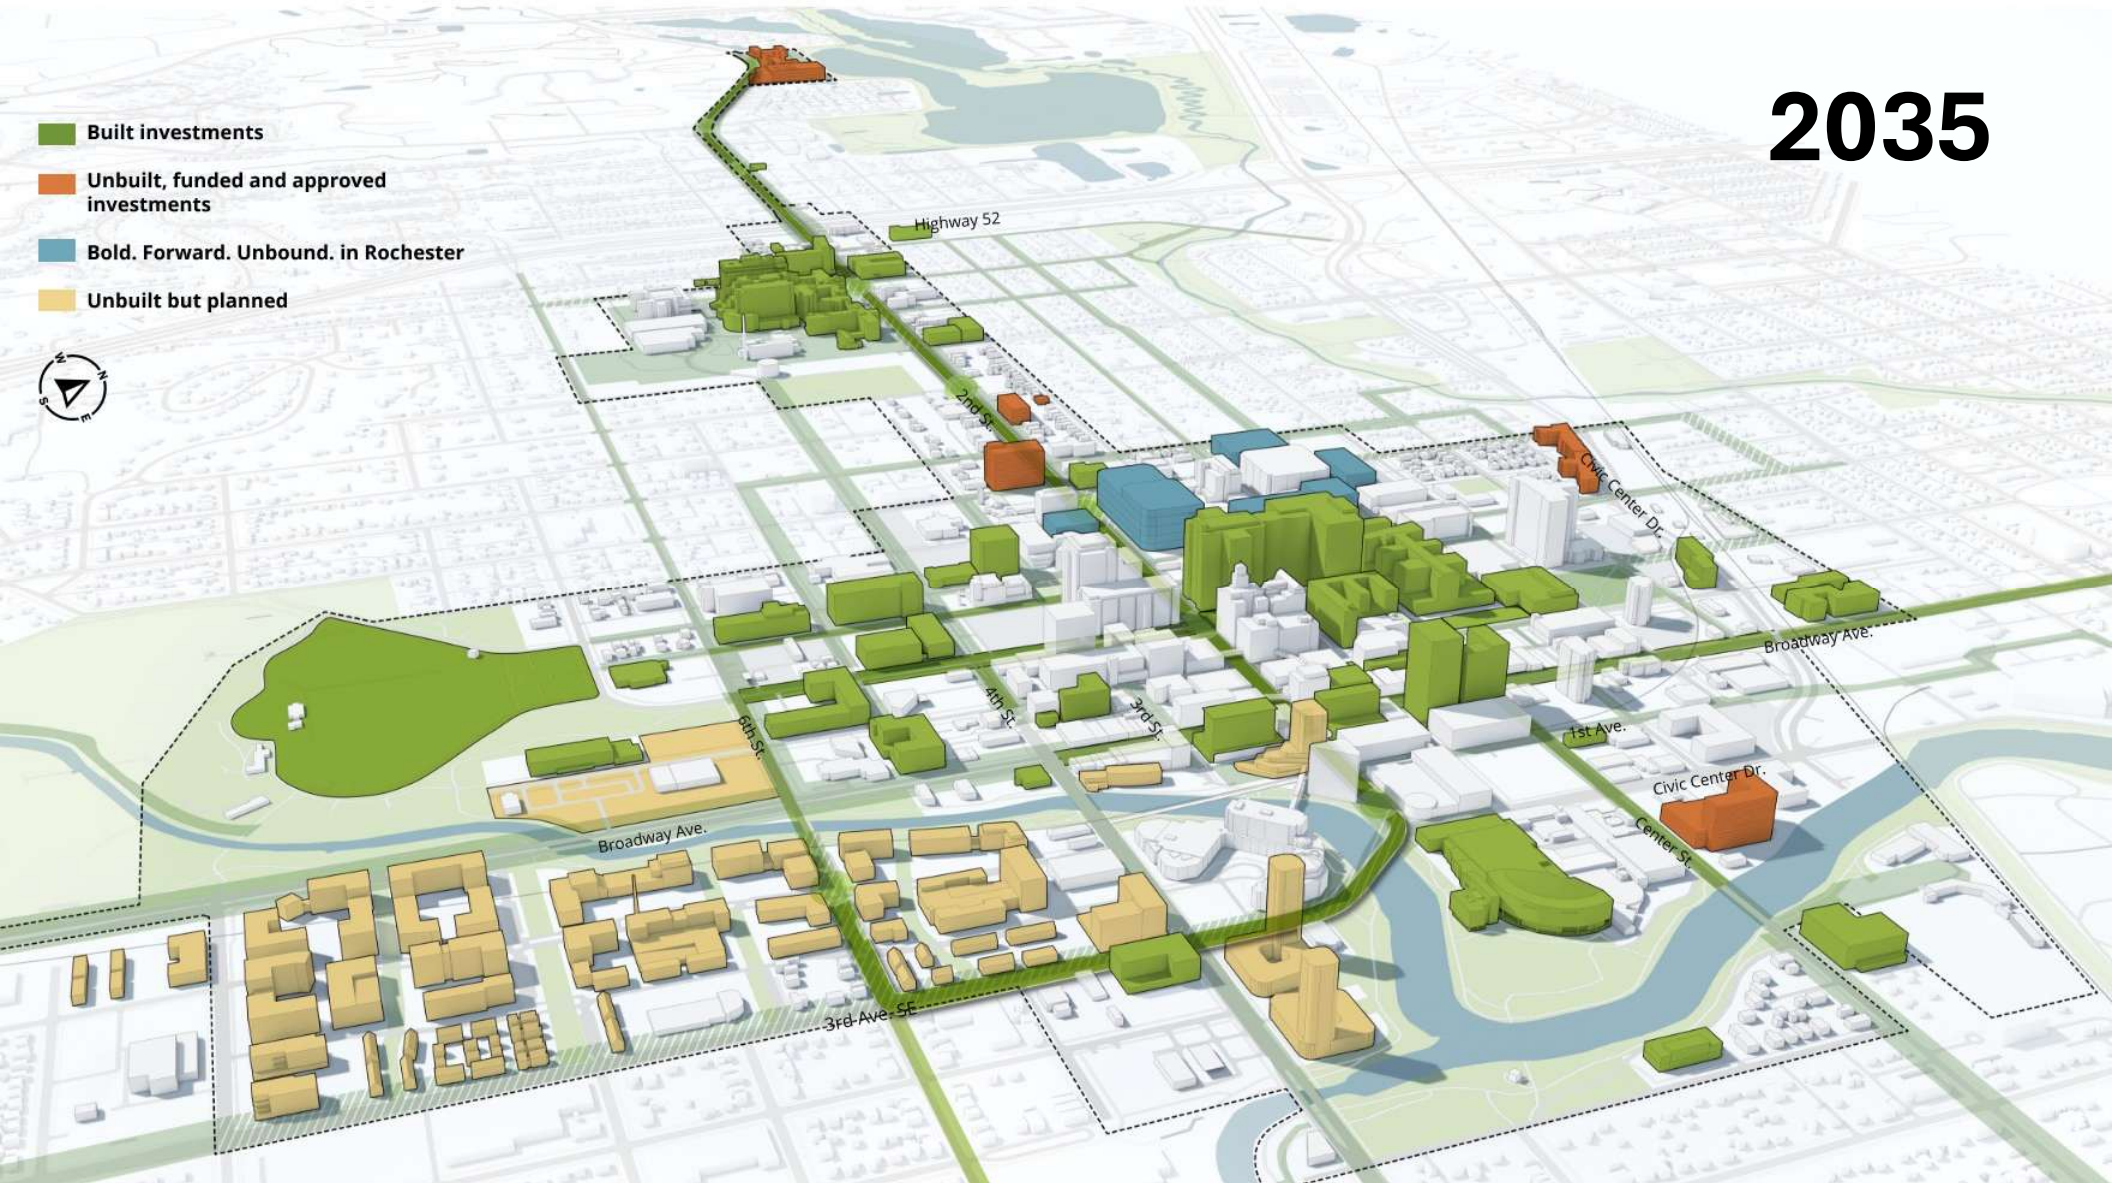 2035
Built investments
Unbuilt, funded and approved
investments
Bold. Forward. Unbound. in Rochester
Unbuilt but planned
W
N
S
E
Highway 52
2nd St.
Civic Center Dr.
Broadway Ave.
4th St.
3rd St.
6th St.
1st Ave.
Civic Center Dr.
Center St.
Broadway Ave.
3rd Ave. SE